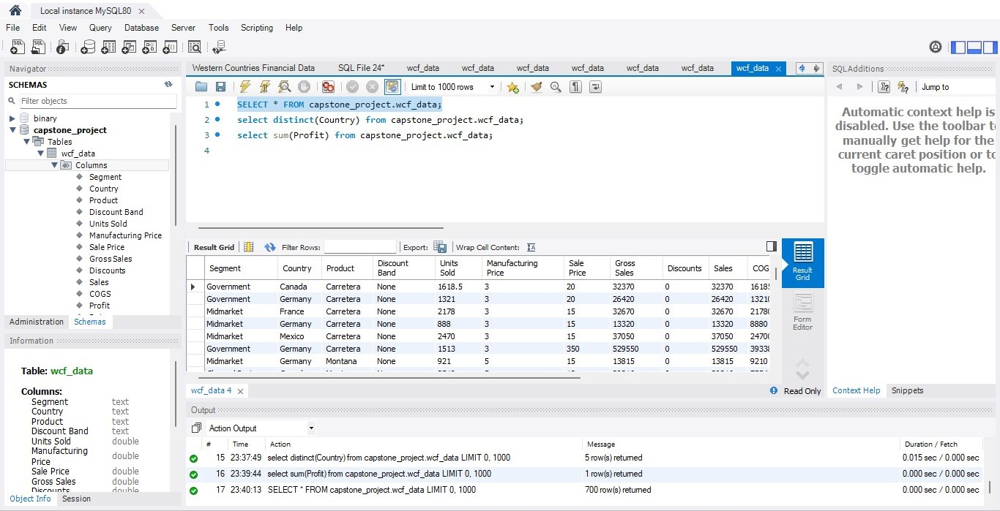 Local instance MySQL80
File Edit View Query Database Server Tools Scripting Help
Navigator
SCHEMAS
Filter objects
binary
capstone_project
Tables
wcf_data
Columns
Segment
Country
Product
Discount Band
Units Sold
Manufacturing Price
Sale Price
Gross Sales
Discounts
Sales
COGS
Profit
Administration Schemas
Information
Table: wcf_data
Columns:
Segment text
Country text
Product text
Discount Band text
Units Sold double
Manufacturing
Price double
Sale Price double
Gross Sales double
Discounts double
Object Info Session
Western Countries Financial Data SQL File 24* wcf_data wcf_data wcf_data wcf_data wcf_data wcf_data wcf_data
Limit to 1000 rows
1 SELECT * FROM capstone_project.wcf_data;
2 select distinct(Country) from capstone_project.wcf_data;
3 select sum(Profit) from capstone_project.wcf_data;
4
Result Grid Filter Rows: Export: Wrap Cell Content:
Segment Country Product Discount Band Units Sold Manufacturing Price Sale Price Gross Sales Discounts Sales COG
Government Canada Carretera None 1618.5 3 20 32370 0 32370 1618
Government Germany Carretera None 1321 3 20 26420 0 26420 13210
Midmarket France Carretera None 2178 3 15 32670 0 32670 21780
Midmarket Germany Carretera None 888 3 15 13320 0 13320 8880
Midmarket Mexico Carretera None 2470 3 15 37050 0 37050 24700
Government Germany Carretera None 1513 3 350 529550 0 529550 39338
Midmarket Germany Montana None 921 5 15 13815 0 13815 9210
Result
Grid
Form
Editor
wcf_data 4
Read Only
Output
Action Output
# Time Action Message Duration / Fetch
15 23:37:49 select distinct(Country) from capstone_project.wcf_data LIMIT 0, 1000 5 row(s) returned 0.015 sec / 0.000 sec
16 23:39:44 select sum(Profit) from capstone_project.wcf_data LIMIT 0, 1000 1 row(s) returned 0.000 sec / 0.000 sec
17 23:40:13 SELECT * FROM capstone_project.wcf_data LIMIT 0, 1000 700 row(s) returned 0.000 sec / 0.000 sec
SQLAdditions
Jump to
Automatic context help is
disabled. Use the toolbar t
manually get help for the
current caret position or to
toggle automatic help.
Context Help Snippets